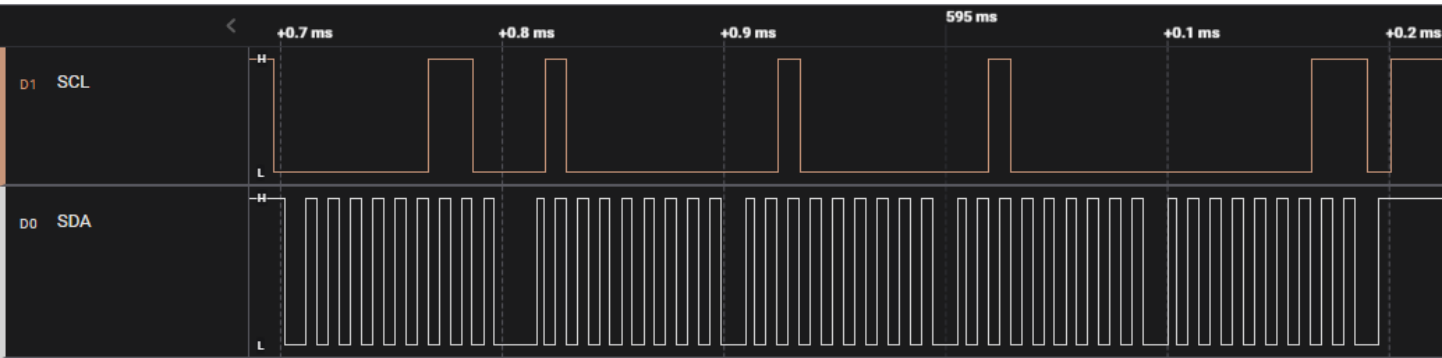 595 ms
+0.7 ms +0.8 ms +0.9 ms +0.1 ms +0.2 ms
D1 SCL
H
L
D0 SDA
H
L